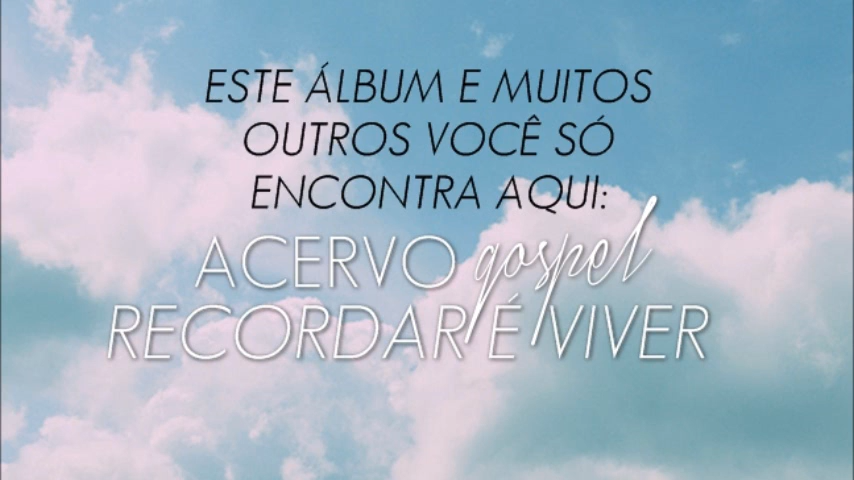 ESTE ÁLBUM E MUITOS
OUTROS VOCÊ SÓ
ENCONTRA AQUI:
ACERVO gospel
RECORDAR É VIVER